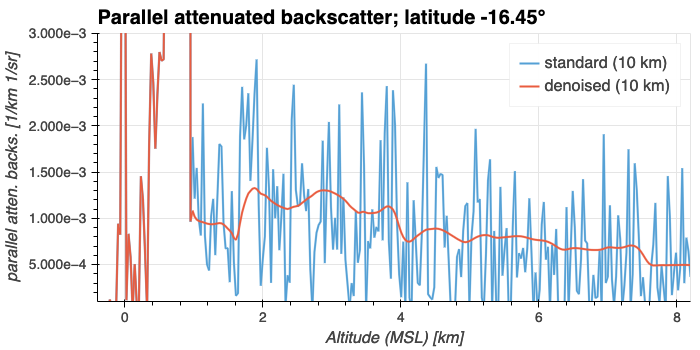 Parallel attenuated backscatter; latitude -16.45°
3.000e−3
2.500e−3
2.000e−3
1.500e−3
1.000e−3
5.000e−4
parallel atten. backs. [1/km 1/sr]
standard (10 km)
denoised (10 km)
0 2 4 6 8
Altitude (MSL) [km]